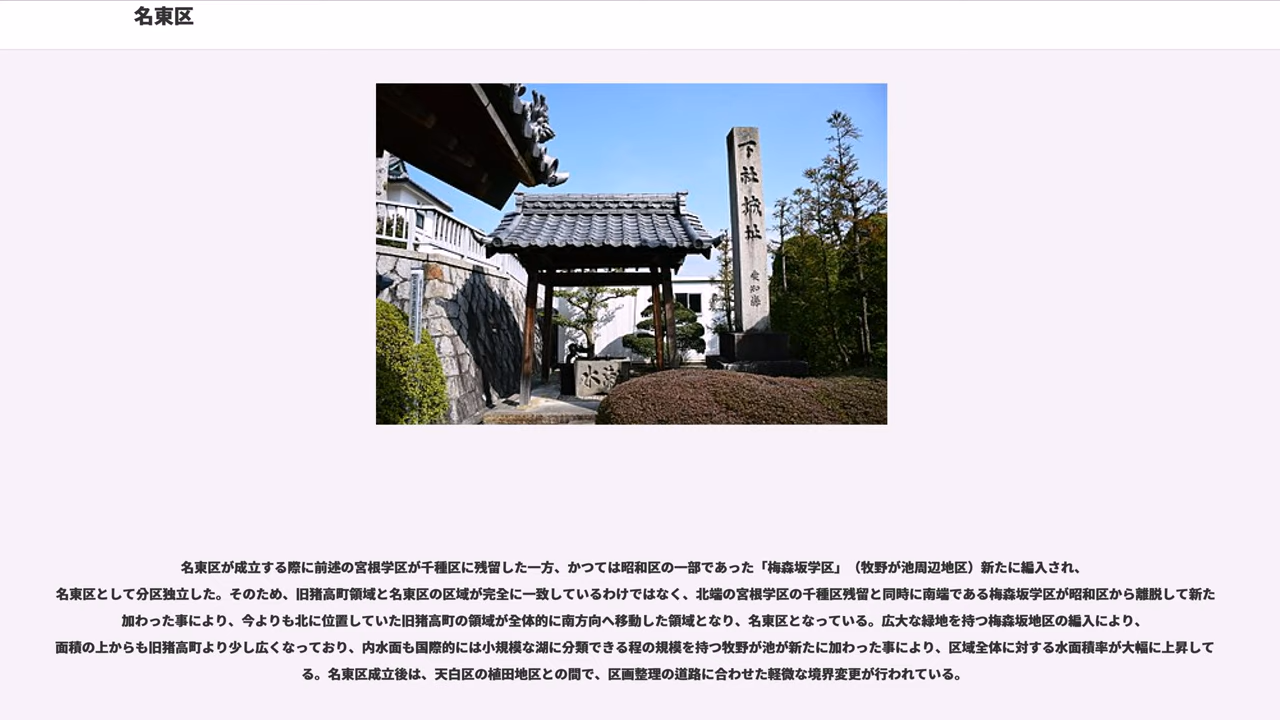 名東区
下社城址
愛知県
水湧
名東区が成立する際に前述の宮根学区が千種区に残留した一方、かつては昭和区の一部であった「梅森坂学区」（牧野が池周辺地区）新たに編入され、
名東区として分区独立した。そのため、旧猪高町領域と名東区の区域が完全に一致しているわけではなく、北端の宮根学区の千種区残留と同時に南端である梅森坂学区が昭和区から離脱して新た
加わった事により、今よりも北に位置していた旧猪高町の領域が全体的に南方向へ移動した領域となり、名東区となっている。広大な緑地を持つ梅森坂地区の編入により、
面積の上からも旧猪高町より少し広くなっており、内水面も国際的には小規模な湖に分類できる程の規模を持つ牧野が池が新たに加わった事により、区域全体に対する水面積率が大幅に上昇して
る。名東区成立後は、天白区の植田地区との間で、区画整理の道路に合わせた軽微な境界変更が行われている。